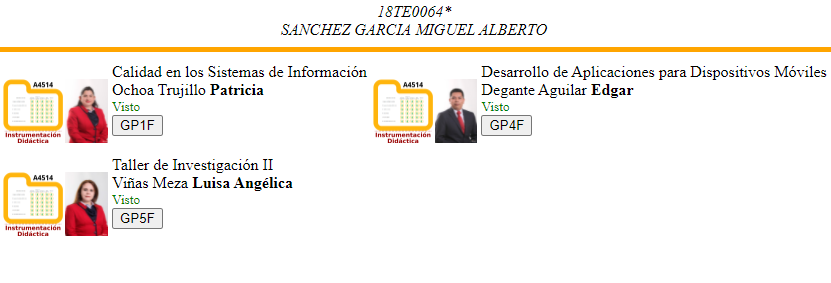 18TE0064*
SANCHEZ GARCIA MIGUEL ALBERTO
A4514
Instrumentación
Didáctica
Calidad en los Sistemas de Información
Ochoa Trujillo Patricia
Visto
GP1F
A4514
Instrumentación
Didáctica
Desarrollo de Aplicaciones para Dispositivos Móviles
Degante Aguilar Edgar
Visto
GP4F
A4514
Instrumentación
Didáctica
Taller de Investigación II
Viñas Meza Luisa Angélica
Visto
GP5F